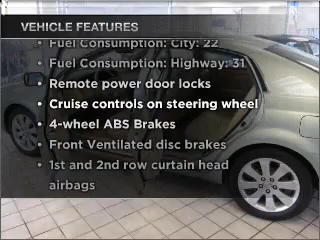 VEHICLE FEATURES
• Fuel Consumption: City: 22
• Fuel Consumption: Highway: 31
• Remote power door locks
• Cruise controls on steering wheel
• 4-wheel ABS Brakes
• Front Ventilated disc brakes
• 1st and 2nd row curtain head
airbags